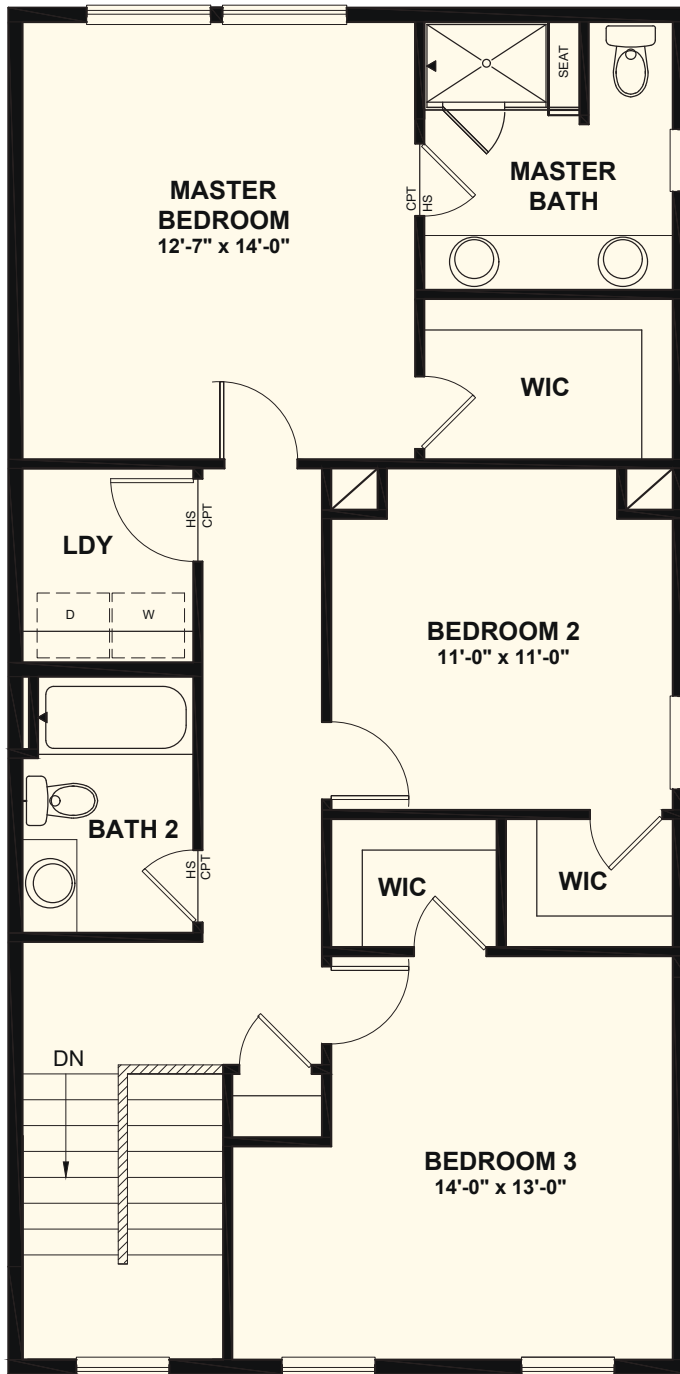 SEAT
MASTER
BEDROOM
12'-7" x 14'-0"
CPT
HS
MASTER
BATH
WIC
HS
CPT
LDY
D
W
BEDROOM 2
11'-0" x 11'-0"
BATH 2
HS
CPT
WIC
WIC
DN
BEDROOM 3
14'-0" x 13'-0"